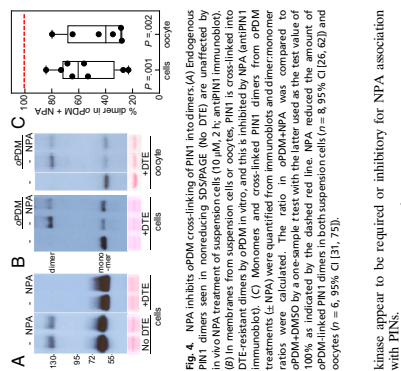 A
B
C
- NPA - NPA
oPDM oPDM
- - NPA - - NPA
130-
95
72
55
dimer
mono
-mer
No DTE +DTE
+DTE
+DTE
cells
cells
oocyte
% dimer in oPDM + NPA
100
80
60
40
20
0
P=.001 P=.002
cells oocyte
Fig. 4. NPA inhibits oPDM cross-linking of PIN1 into dimers. (A) Endogenous
PIN1 dimers seen in nonreducing SDS/PAGE (No DTE) are unaffected by
in vivo NPA treatment of suspension cells (10 μM, 2 h; antiPIN1 immunoblot).
(B) In membranes from suspension cells or oocytes, PIN1 is cross-linked into
DTE-resistant dimers by oPDM in vitro, and this is inhibited by NPA (antiPIN1
immunoblot). (C) Monomers and cross-linked PIN1 dimers from oPDM
treatments (± NPA) were quantified from immunoblots, and dimer:monomer
ratios were calculated. The ratio in oPDM+NPA was compared to
oPDM+DMSO by a one-sample t test with the latter used as the test value of
100% as indicated by the dashed red line. NPA reduced the amount of
oPDM-linked PIN1 dimers in both suspension cells (n = 8, 95% CI [26, 62]) and
oocytes (n = 6, 95% CI [31, 75]).
kinase appear to be required or inhibitory for NPA association
with PINs.